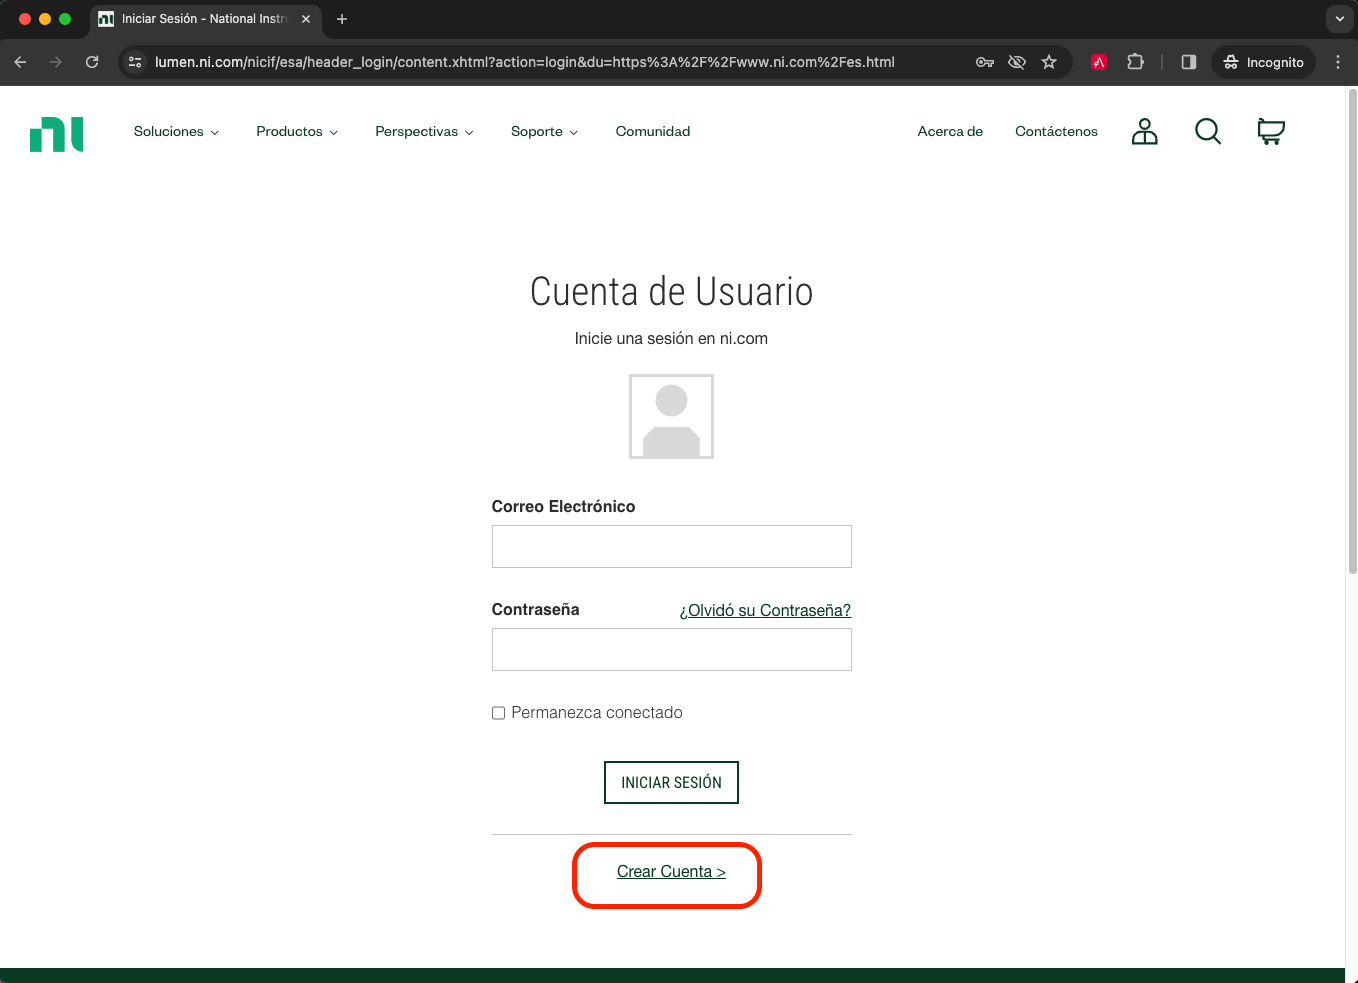 Iniciar Sesión - National Instru
lumen.ni.com/nicif/esa/header_login/content.xhtml?action=login&du=https%3A%2F%2Fwww.ni.com%2Fes.html
Incognito
ni
Soluciones
Productos
Perspectivas
Soporte
Comunidad
Acerca de
Contáctenos
Cuenta de Usuario
Inicie una sesión en ni.com
Correo Electrónico
Contraseña
¿Olvidó su Contraseña?
Permanezca conectado
INICIAR SESIÓN
Crear Cuenta >